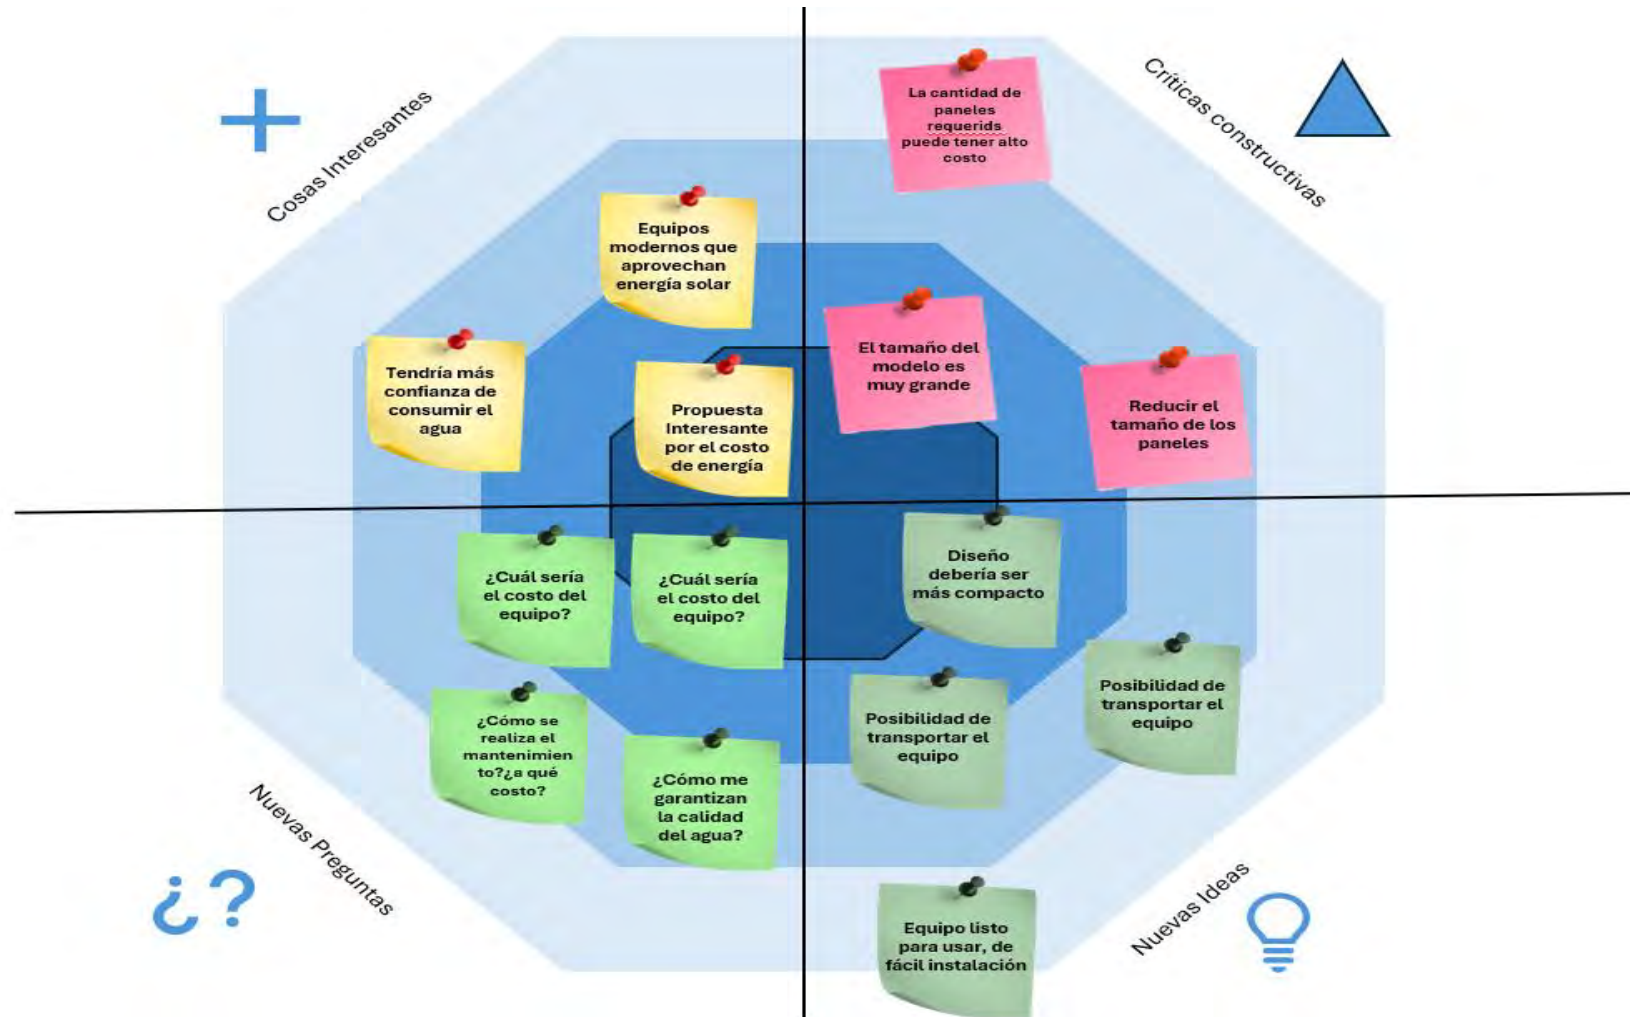 Cosas Interesantes
Equipos
modernos que
aprovechan
energía solar
Tendría más
confianza de
consumir el
agua
Propuesta
Interesante
por el costo
de energía
Críticas constructivas
La cantidad de
paneles
requerids
puede tener alto
costo
El tamaño del
modelo es
muy grande
Reducir el
tamaño de los
paneles
Nuevas Preguntas
¿?
¿Cuál sería
el costo del
equipo?
¿Cuál sería
el costo del
equipo?
¿Cómo se
realiza el
mantenimien
to?¿a qué
costo?
¿Cómo me
garantizan
la calidad
del agua?
Nuevas Ideas
Diseño
debería ser
más compacto
Posibilidad de
transportar el
equipo
Posibilidad de
transportar el
equipo
Equipo listo
para usar, de
fácil instalación